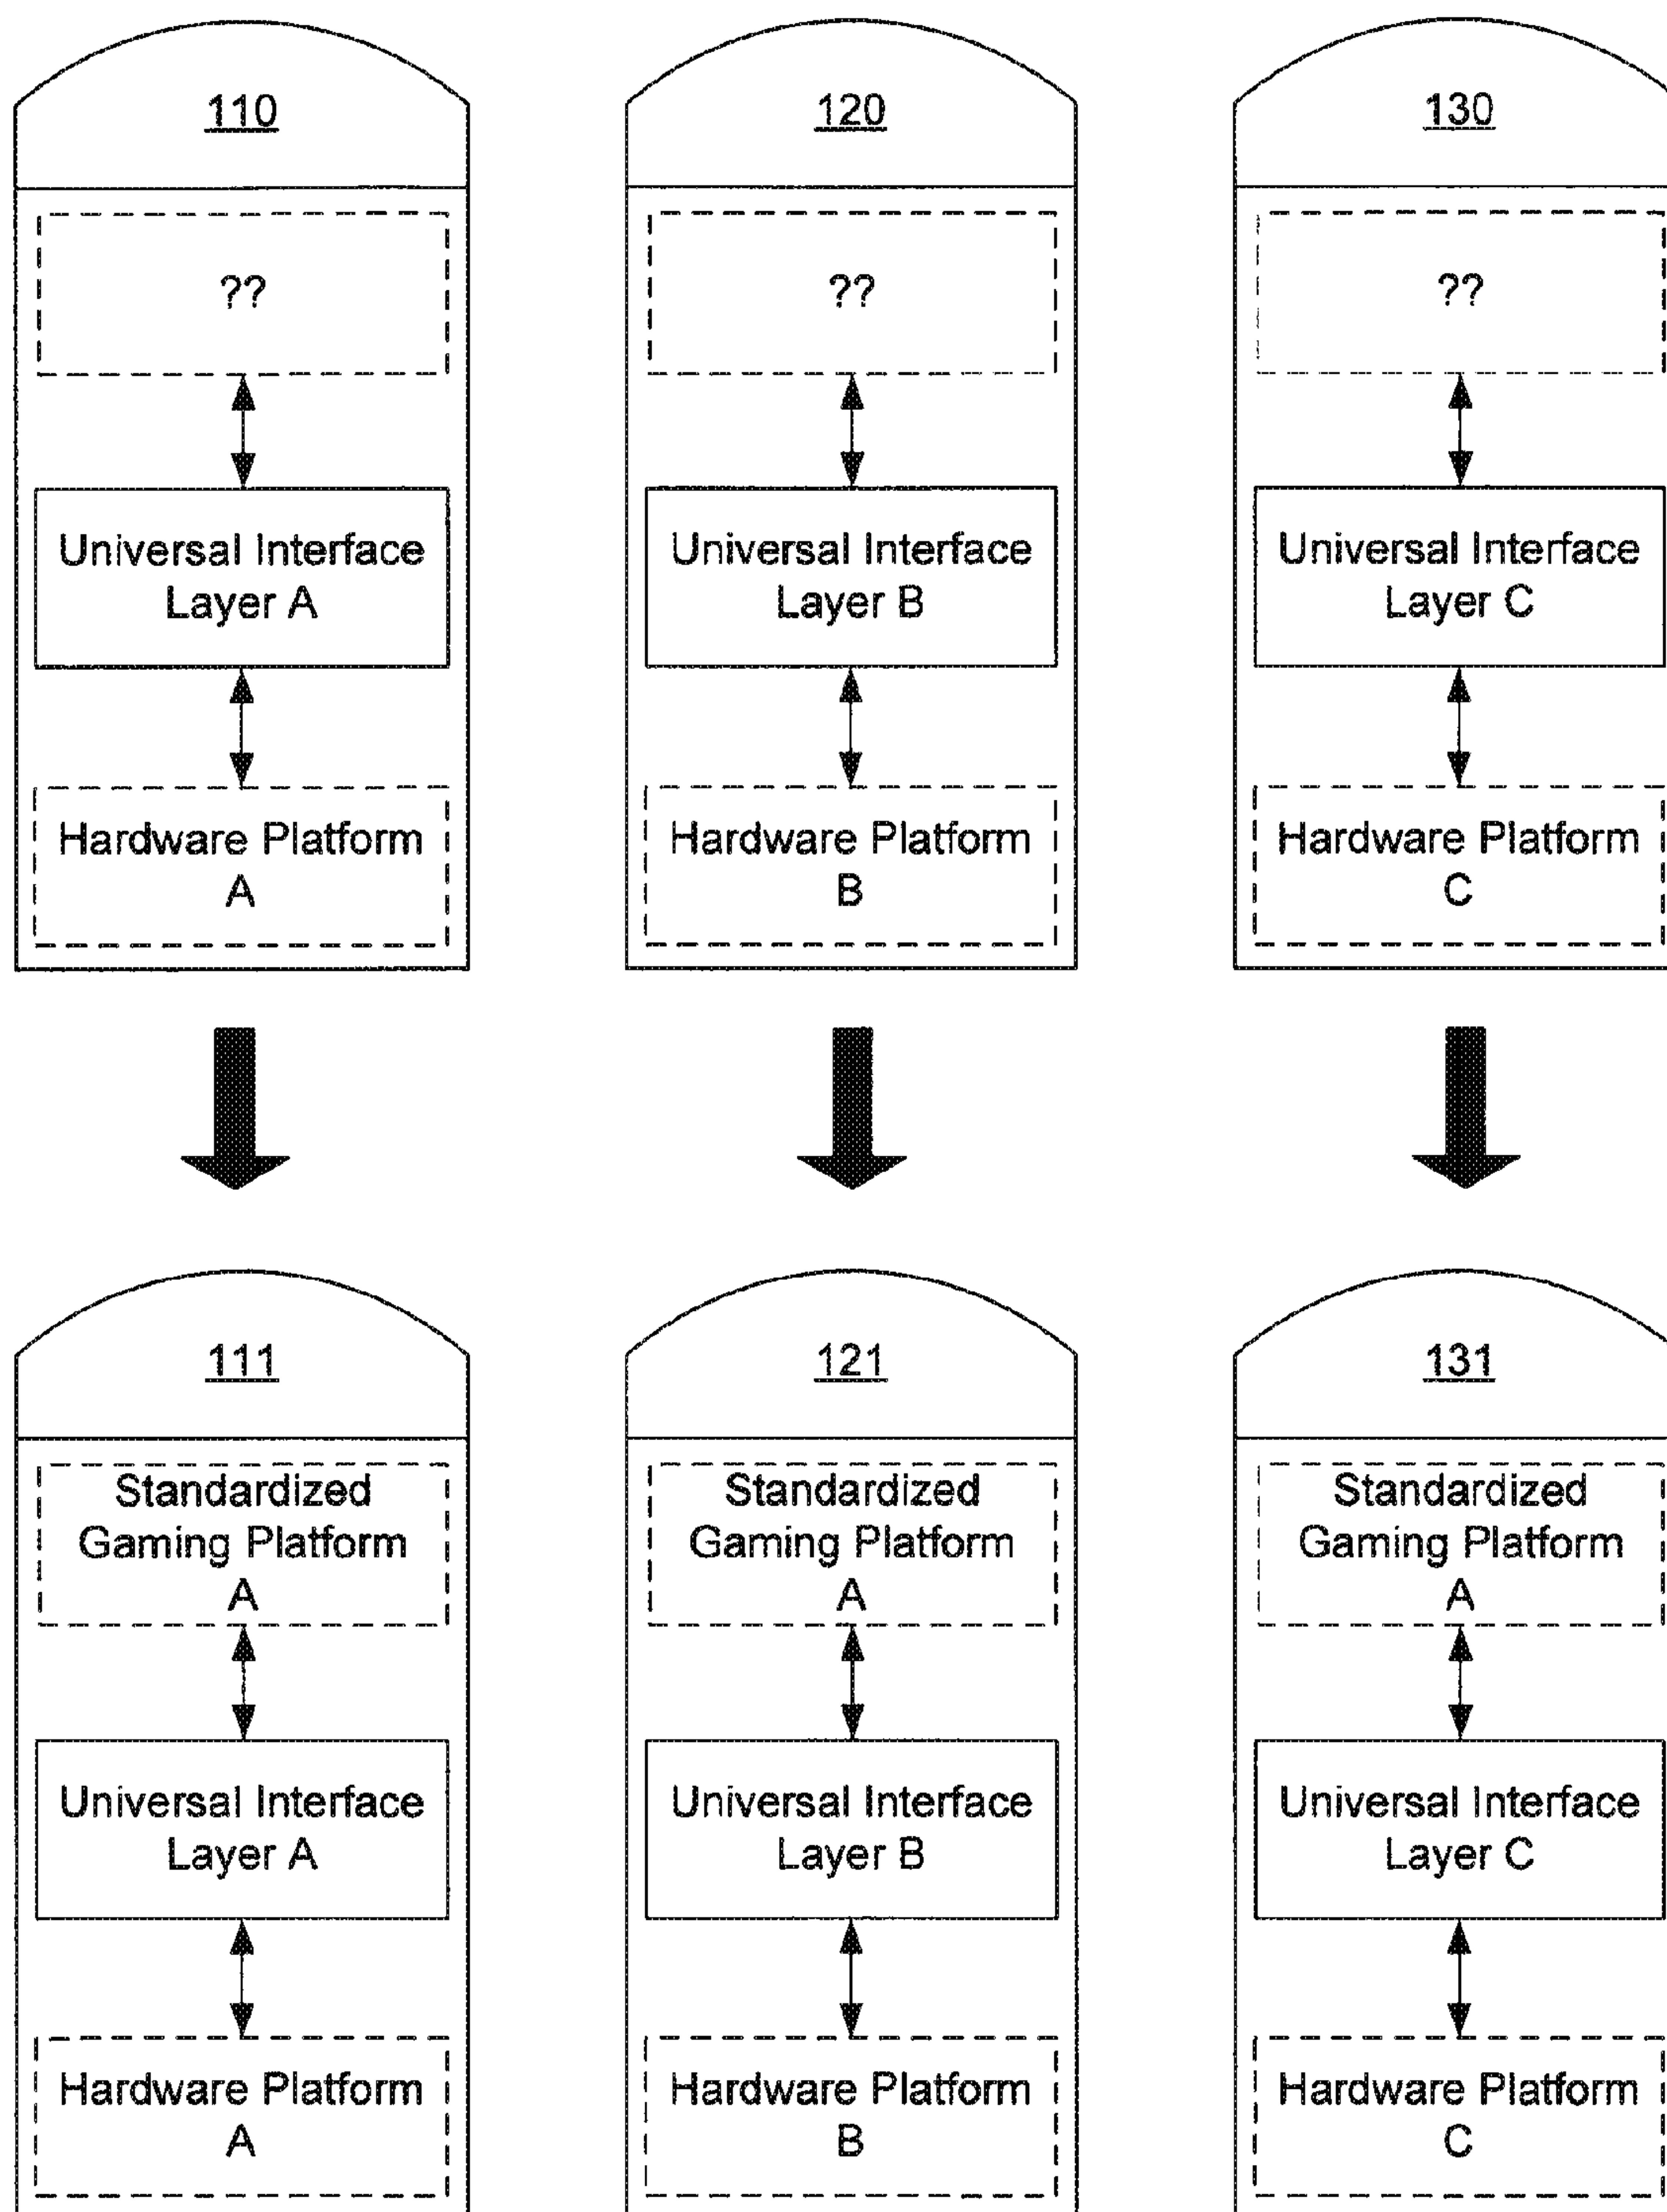 110
120
130
??
??
??
Universal Interface
Layer A
Universal Interface
Layer B
Universal Interface
Layer C
Hardware Platform
A
Hardware Platform
B
Hardware Platform
C
111
121
131
Standardized
Gaming Platform
A
Standardized
Gaming Platform
A
Standardized
Gaming Platform
A
Universal Interface
Layer A
Universal Interface
Layer B
Universal Interface
Layer C
Hardware Platform
A
Hardware Platform
B
Hardware Platform
C